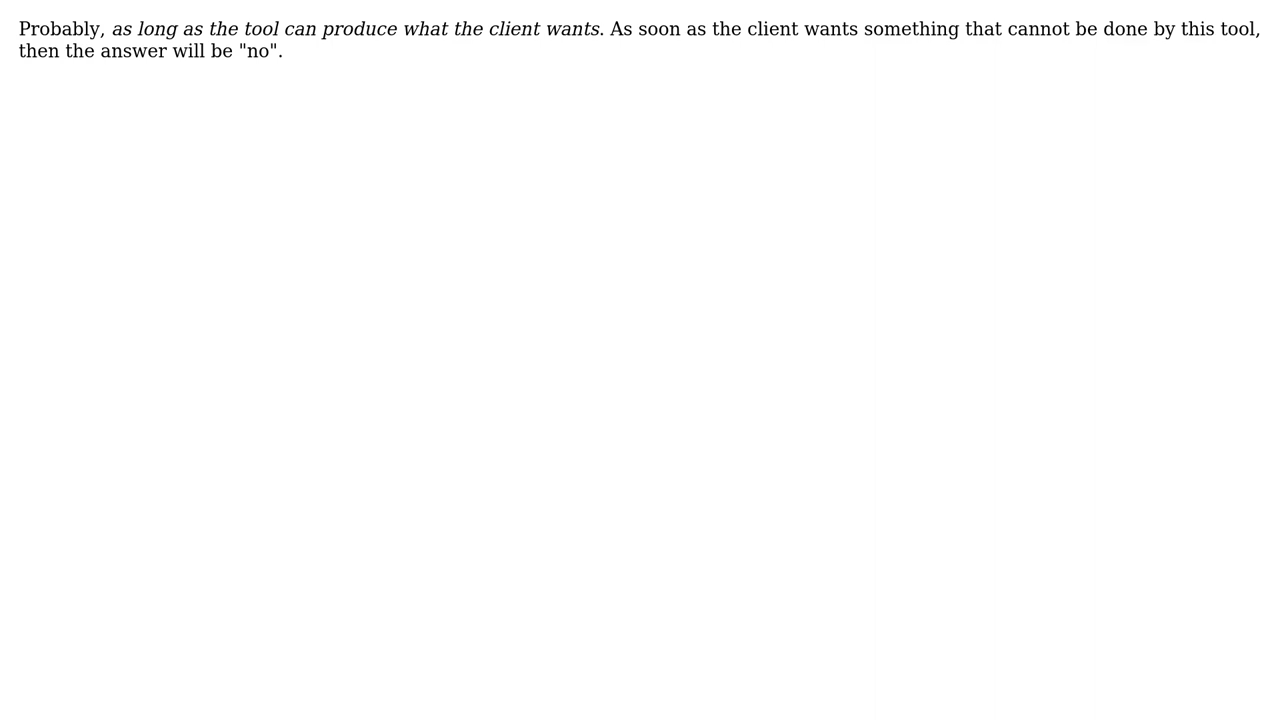 Probably, as long as the tool can produce what the client wants. As soon as the client wants something that cannot be done by this tool,
then the answer will be "no".